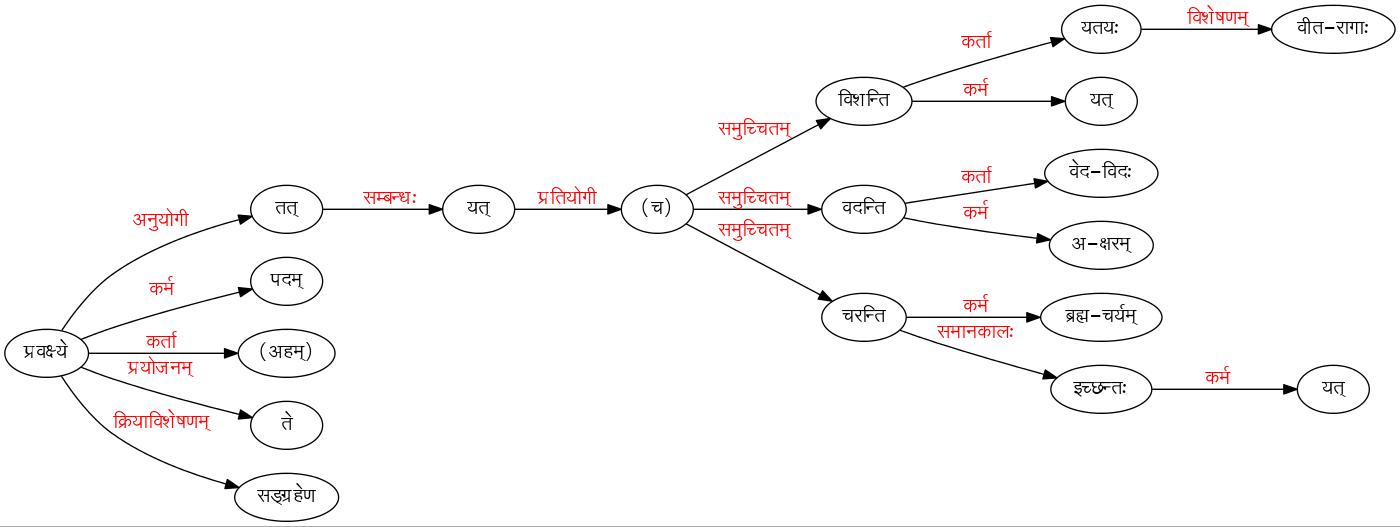 विशेषणम्
यतयः
वीत-रागाः
कर्ता
कर्म
विशन्ति
यत्
समुच्चितम्
कर्ता
वेद-विदः
अनुयोगी
तत्
सम्बन्धः
यत्
प्रतियोगी
(च)
समुच्चितम्
वदन्ति
कर्म
समुच्चितम्
अ-क्षरम्
कर्म
पदम्
कर्म
चरन्ति
ब्रह्म-चर्यम्
समानकालः
प्रवक्ष्ये
कर्ता
(अहम्)
प्रयोजनम्
इच्छन्तः
कर्म
यत्
क्रियाविशेषणम्
ते
सङ्ग्रहेण